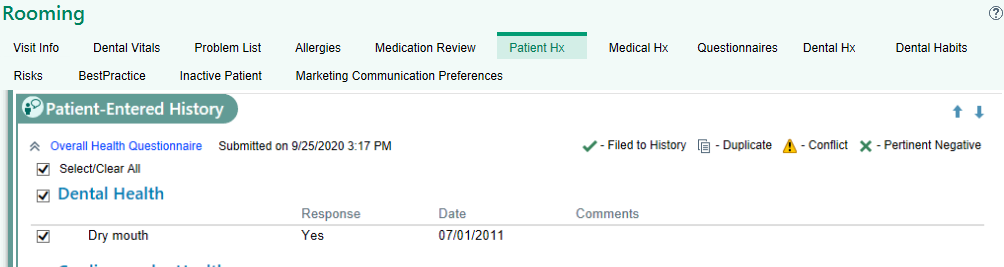 Rooming
Visit Info Dental Vitals Problem List Allergies Medication Review Patient Hx Medical Hx Questionnaires Dental Hx Dental Habits
Risks BestPractice Inactive Patient Marketing Communication Preferences
Patient-Entered History
Overall Health Questionnaire Submitted on 9/25/2020 3:17 PM - Filed to History - Duplicate - Conflict - Pertinent Negative
Select/Clear All
Dental Health
Response Date Comments
Dry mouth Yes 07/01/2011